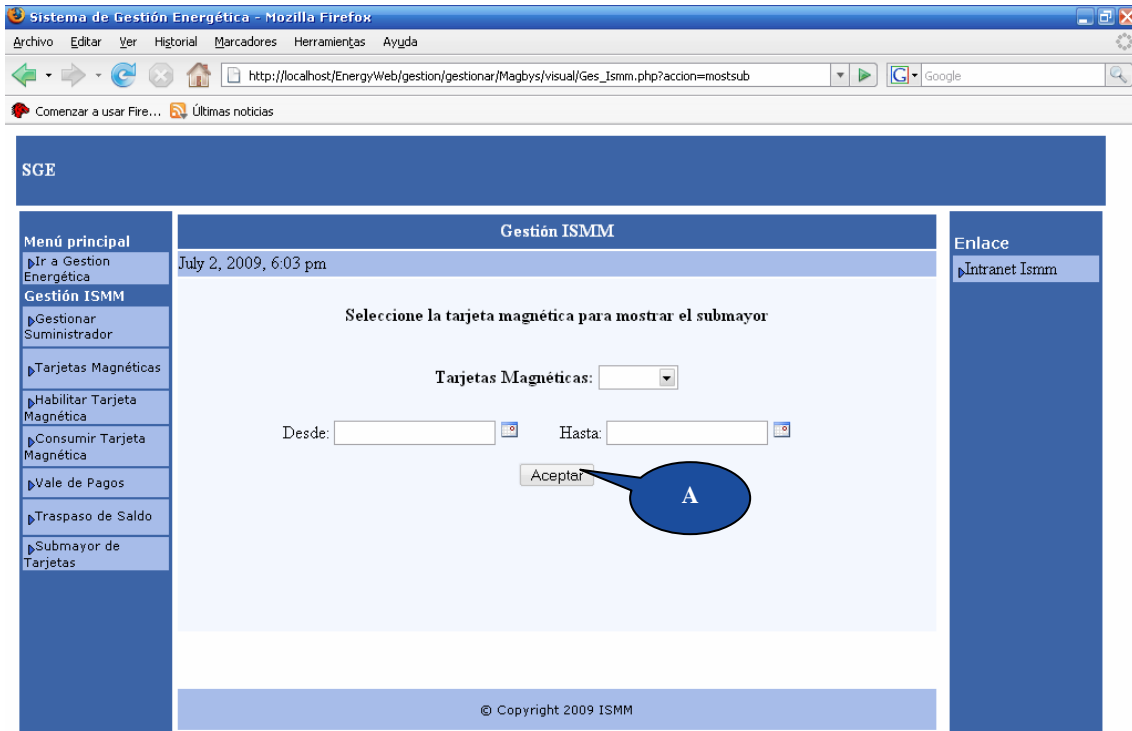 Sistema de Gestión Energética - Mozilla Firefox
Archivo Editar Ver Historial Marcadores Herramientas Ayuda
http://localhost/EnergyWeb/gestion/gestionar/Magbys/visual/Ges_Ismm.php?accion=mostsub
G Google
Comenzar a usar Fire... Últimas noticias
SGE
Menú principal
Ir a Gestion
Energética
Gestión ISMM
Gestionar
Suministrador
Tarjetas Magnéticas
Habilitar Tarjeta
Magnética
Consumir Tarjeta
Magnética
Vale de Pagos
Traspaso de Saldo
Submayor de
Tarjetas
Gestión ISMM
July 2, 2009, 6:03 pm
Seleccione la tarjeta magnética para mostrar el submayor
Tarjetas Magnéticas:
Desde: Hasta:
Aceptar
A
© Copyright 2009 ISMM
Enlace
Intranet Ismm